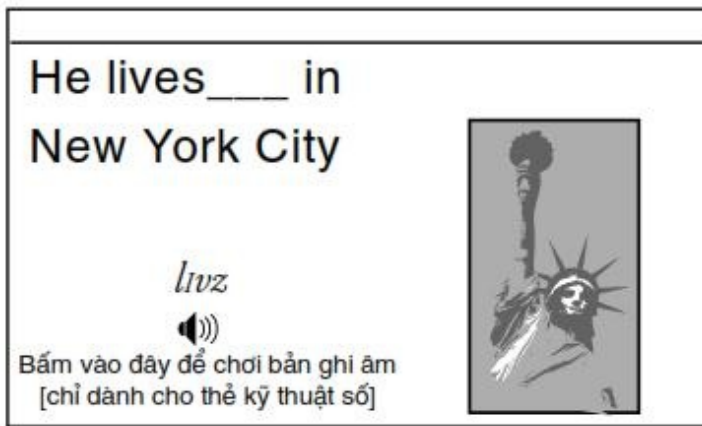 He lives___ in
New York City
lɪvz
Bấm vào đây để chơi bản ghi âm
[chỉ dành cho thẻ kỹ thuật số]